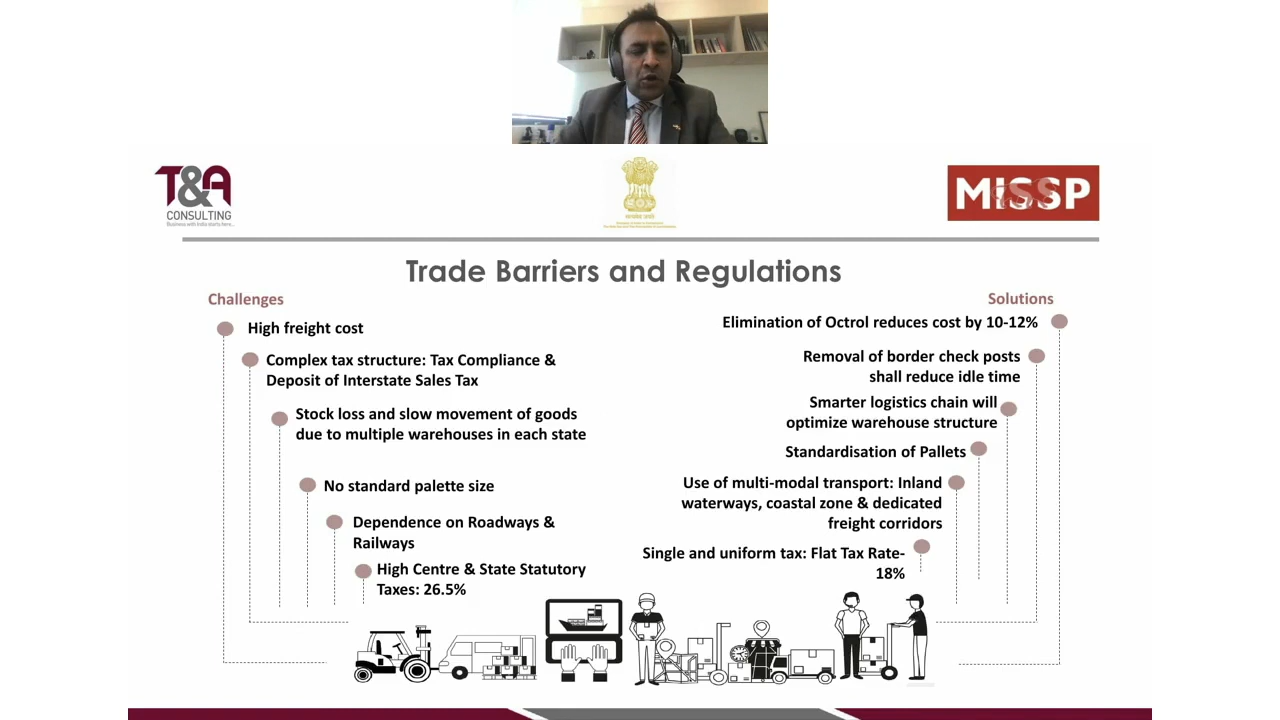 T&A
CONSULTING
Business with India starts here...
MISSP
Trade Barriers and Regulations
Challenges
Solutions
High freight cost
Complex tax structure: Tax Compliance &
Deposit of Interstate Sales Tax
Stock loss and slow movement of goods
due to multiple warehouses in each state
No standard palette size
Dependence on Roadways &
Railways
High Centre & State Statutory
Taxes: 26.5%
Elimination of Octrol reduces cost by 10-12%
Removal of border check posts
shall reduce idle time
Smarter logistics chain will
optimize warehouse structure
Standardisation of Pallets
Use of multi-modal transport: Inland
waterways, coastal zone & dedicated
freight corridors
Single and uniform tax: Flat Tax Rate-
18%